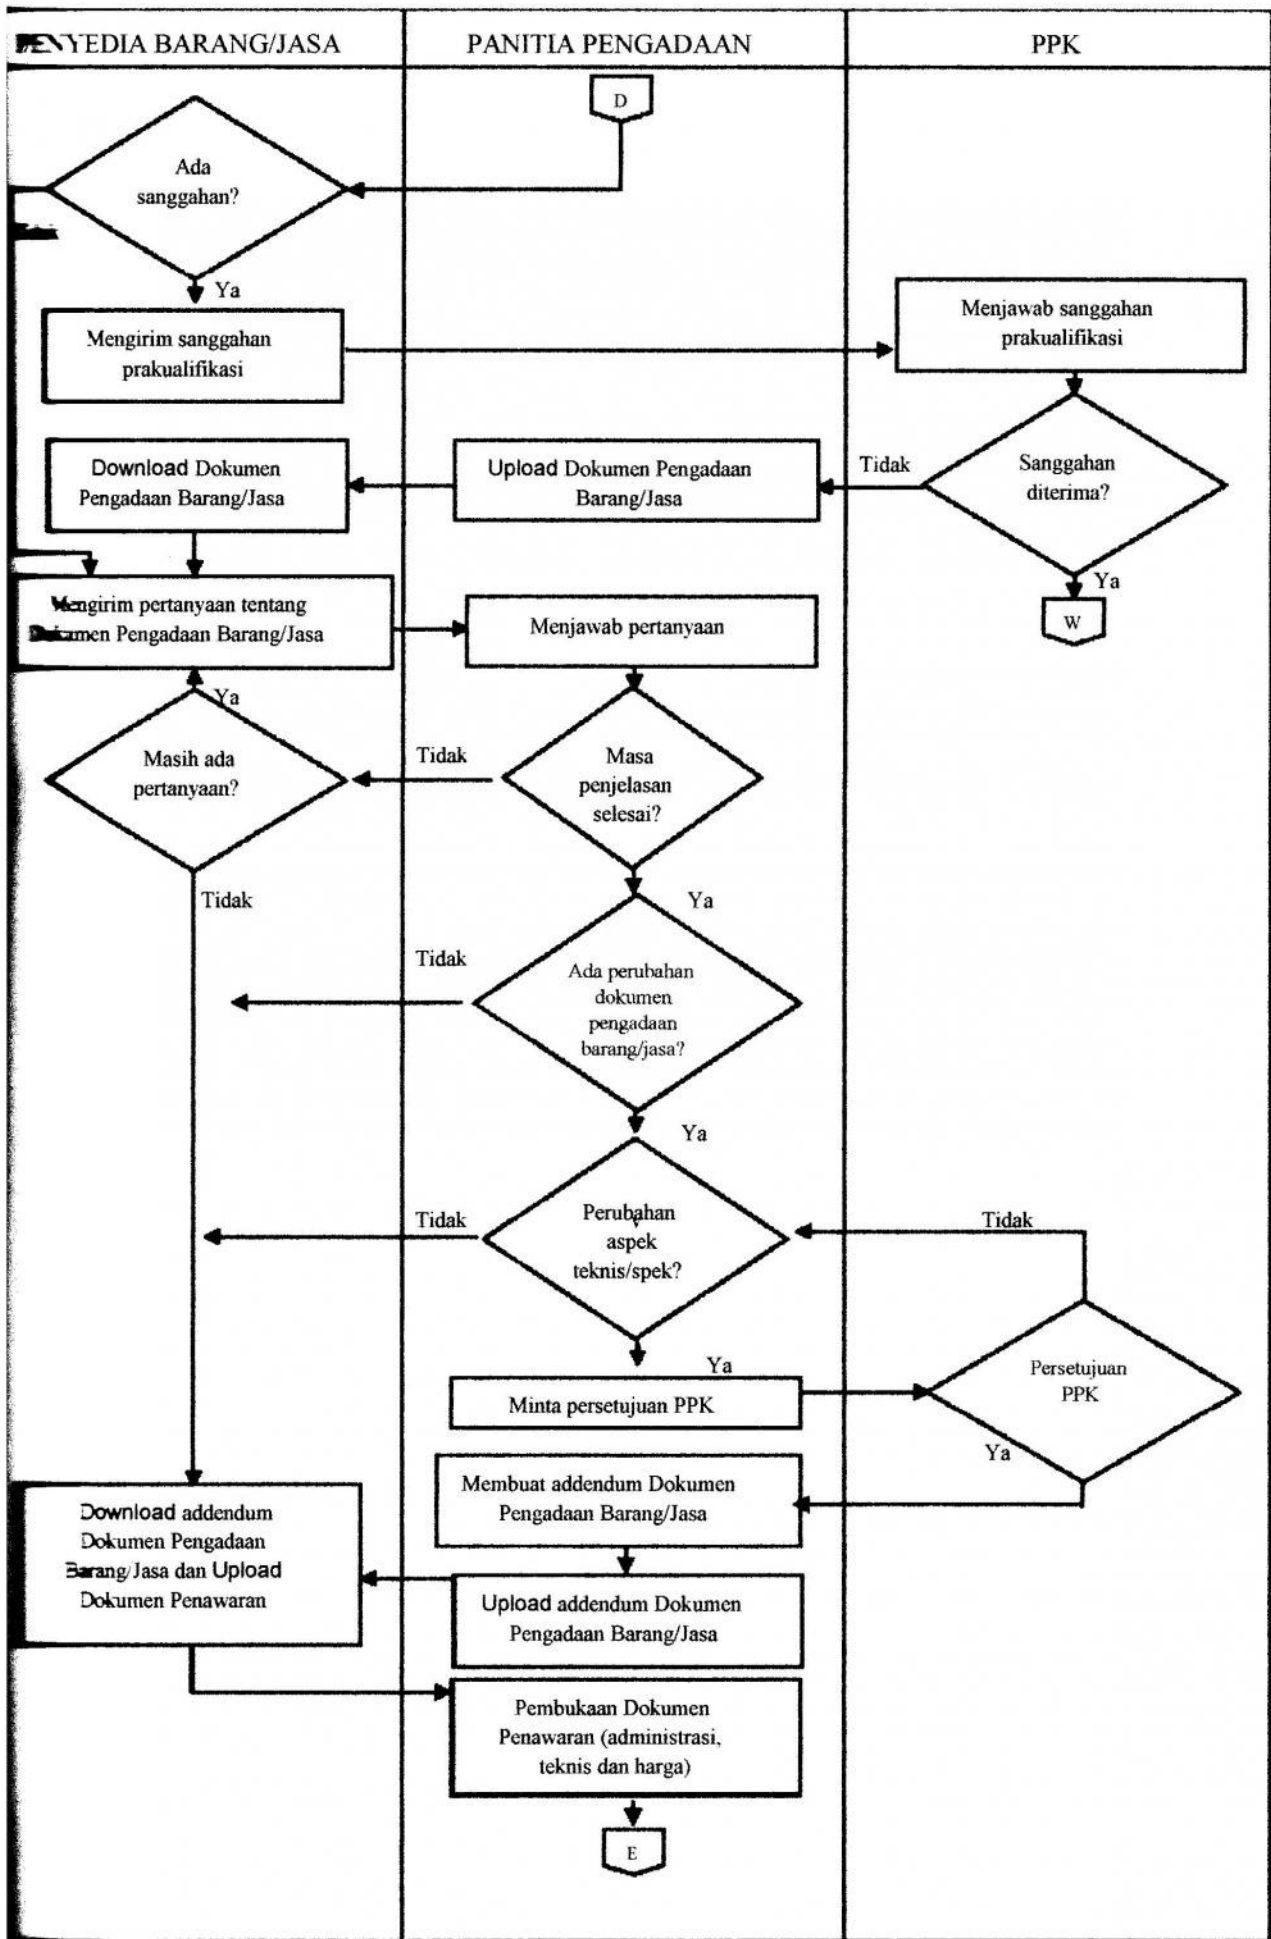 PENYEDIA BARANG/JASA
PANITIA PENGADAAN
PPK
D
Ada
sanggahan?
Ya
Mengirim sanggahan
prakualifikasi
Menjawab sanggahan
prakualifikasi
Download Dokumen
Pengadaan Barang/Jasa
Upload Dokumen Pengadaan
Barang/Jasa
Tidak
Sanggahan
diterima?
Ya
W
Mengirim pertanyaan tentang
Dokumen Pengadaan Barang/Jasa
Menjawab pertanyaan
Ya
Masih ada
pertanyaan?
Tidak
Masa
penjelasan
selesai?
Tidak
Ya
Tidak
Ada perubahan
dokumen
pengadaan
barang/jasa?
Ya
Tidak
Perubahan
aspek
teknis/spek?
Tidak
Ya
Minta persetujuan PPK
Persetujuan
PPK
Ya
Membuat addendum Dokumen
Pengadaan Barang/Jasa
Download addendum
Dokumen Pengadaan
Barang/Jasa dan Upload
Dokumen Penawaran
Upload addendum Dokumen
Pengadaan Barang/Jasa
Pembukaan Dokumen
Penawaran (administrasi,
teknis dan harga)
E